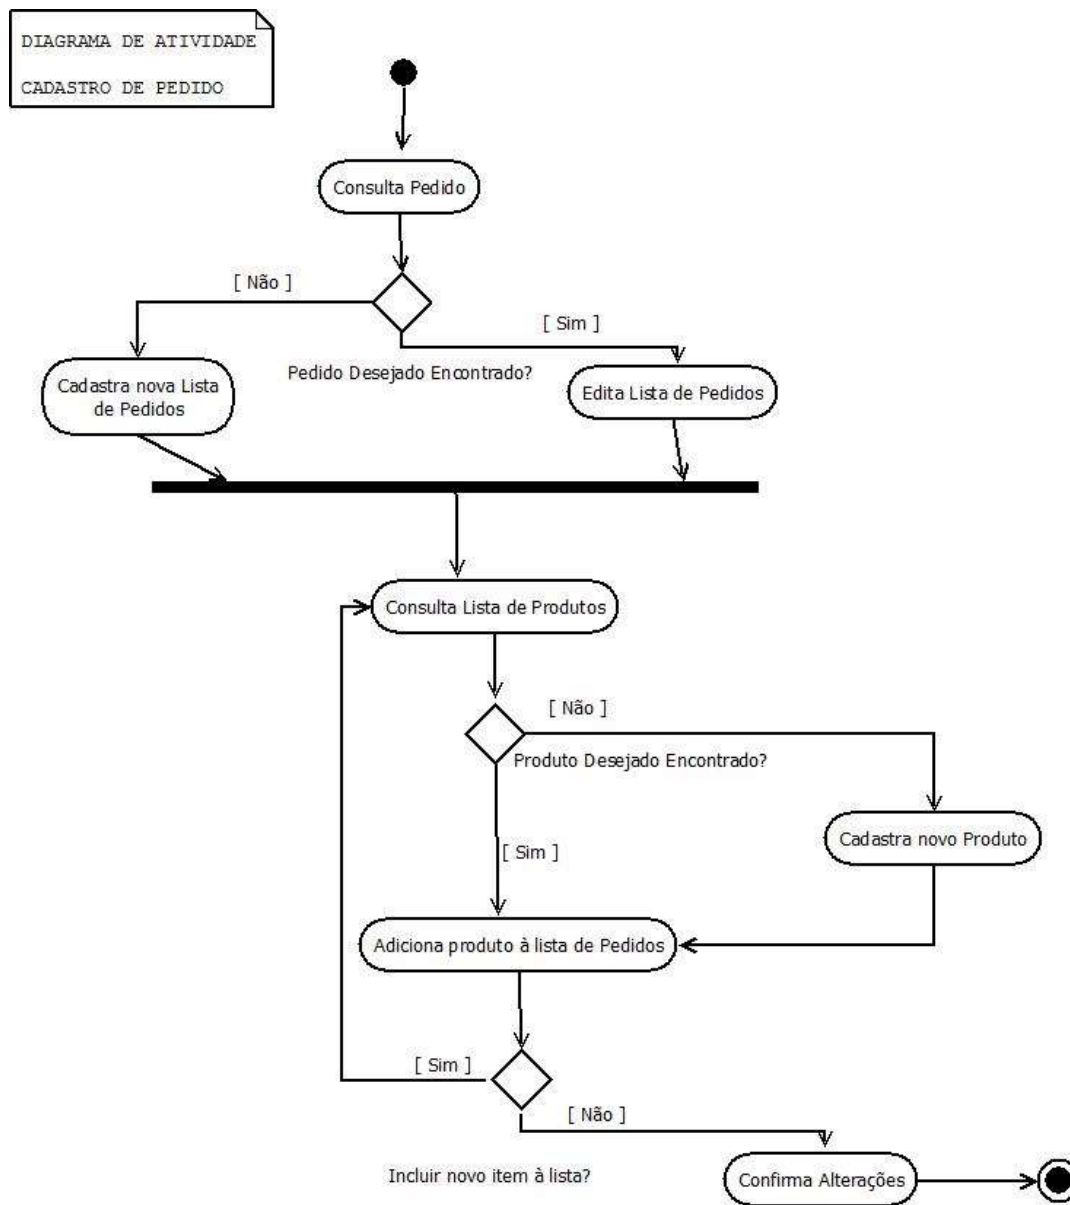 DIAGRAMA DE ATIVIDADE
CADASTRO DE PEDIDO
Consulta Pedido
[ Não ]
[ Sim ]
Pedido Desejado Encontrado?
Cadastra nova Lista
de Pedidos
Edita Lista de Pedidos
Consulta Lista de Produtos
[ Não ]
Produto Desejado Encontrado?
Cadastra novo Produto
[ Sim ]
Adiciona produto à lista de Pedidos
[ Sim ]
[ Não ]
Incluir novo item à lista?
Confirma Alterações